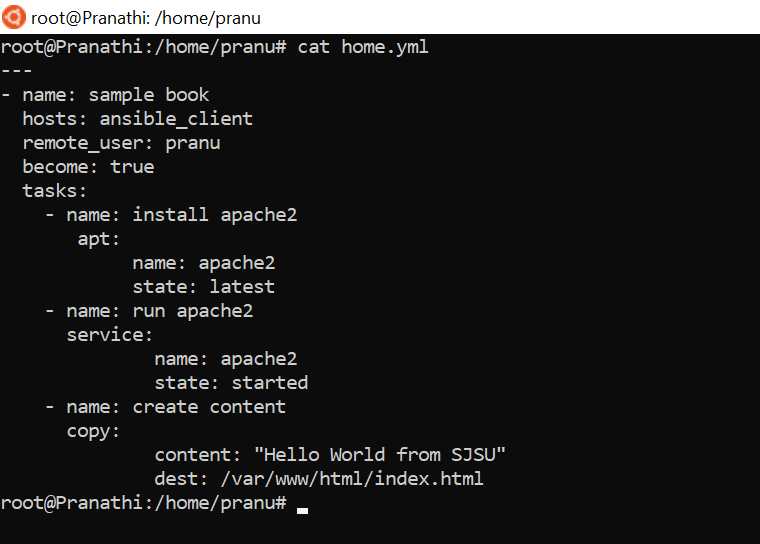 root@Pranathi: /home/pranu
root@Pranathi:/home/pranu# cat home.yml
---
- name: sample book
  hosts: ansible_client
  remote_user: pranu
  become: true
  tasks:
    - name: install apache2
       apt:
            name: apache2
            state: latest
    - name: run apache2
      service:
              name: apache2
              state: started
    - name: create content
      copy:
              content: "Hello World from SJSU"
              dest: /var/www/html/index.html
root@Pranathi:/home/pranu#